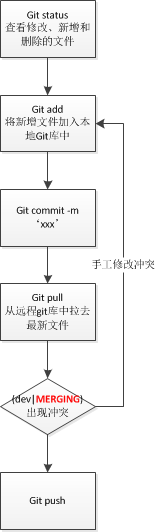 Git status
查看修改、新增和
删除的文件
Git add
将新增文件加入本
地Git库中
Git commit -m
‘xxx’
手工修改冲突
Git pull
从远程git库中拉去
最新文件
(dev|MERGING)
出现冲突
Git push